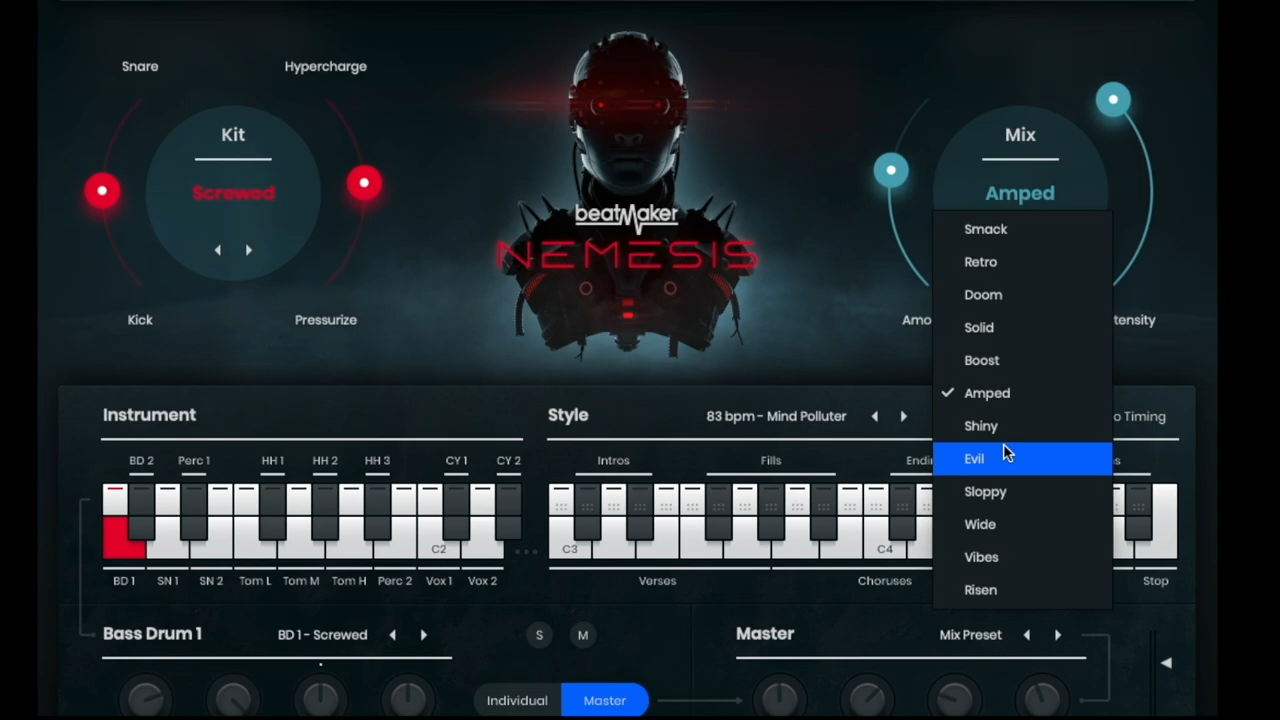 Snare
Hypercharge
Kit
Screwed
Kick
Pressurize
beatMaker
NEMESIS
Mix
Amped
Smack
Retro
Doom
Solid
Boost
Amped
Shiny
Evil
Sloppy
Wide
Vibes
Risen
Instrument
BD 2 Perc 1 HH 1 HH 2 HH 3 CY 1 CY 2
C2
BD 1 SN 1 SN 2 Tom L Tom M Tom H Perc 2 Vox 1 Vox 2
Style 83 bpm - Mind Polluter
Intros Fills
C3 C4
Verses Choruses Stop
Bass Drum 1 BD 1 - Screwed S M
Master Mix Preset
Individual Master